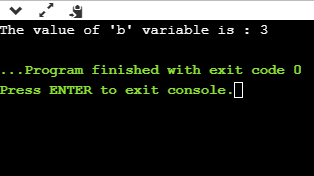 The value of 'b' variable is : 3
...Program finished with exit code 0
Press ENTER to exit console.